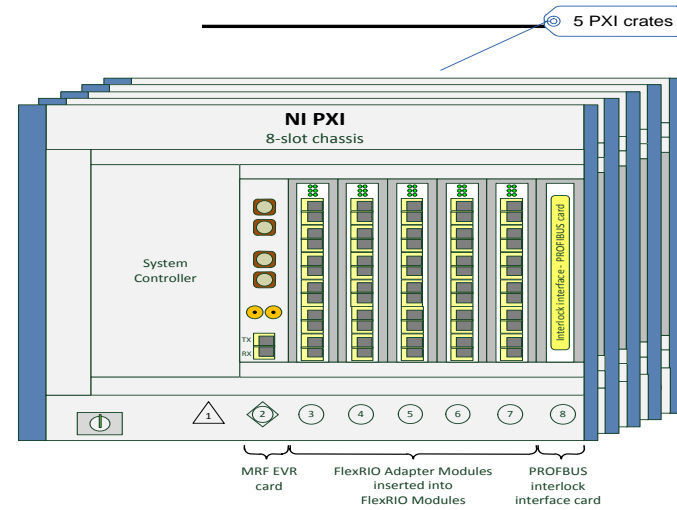 5 PXI crates
NI PXI
8-slot chassis
System
Controller
Interlock interface - PROFIBUS card
TX
RX
1
2
3
4
5
6
7
8
MRF EVR
card
FlexRIO Adapter Modules
inserted into
FlexRIO Modules
PROFBUS
interlock
interface card